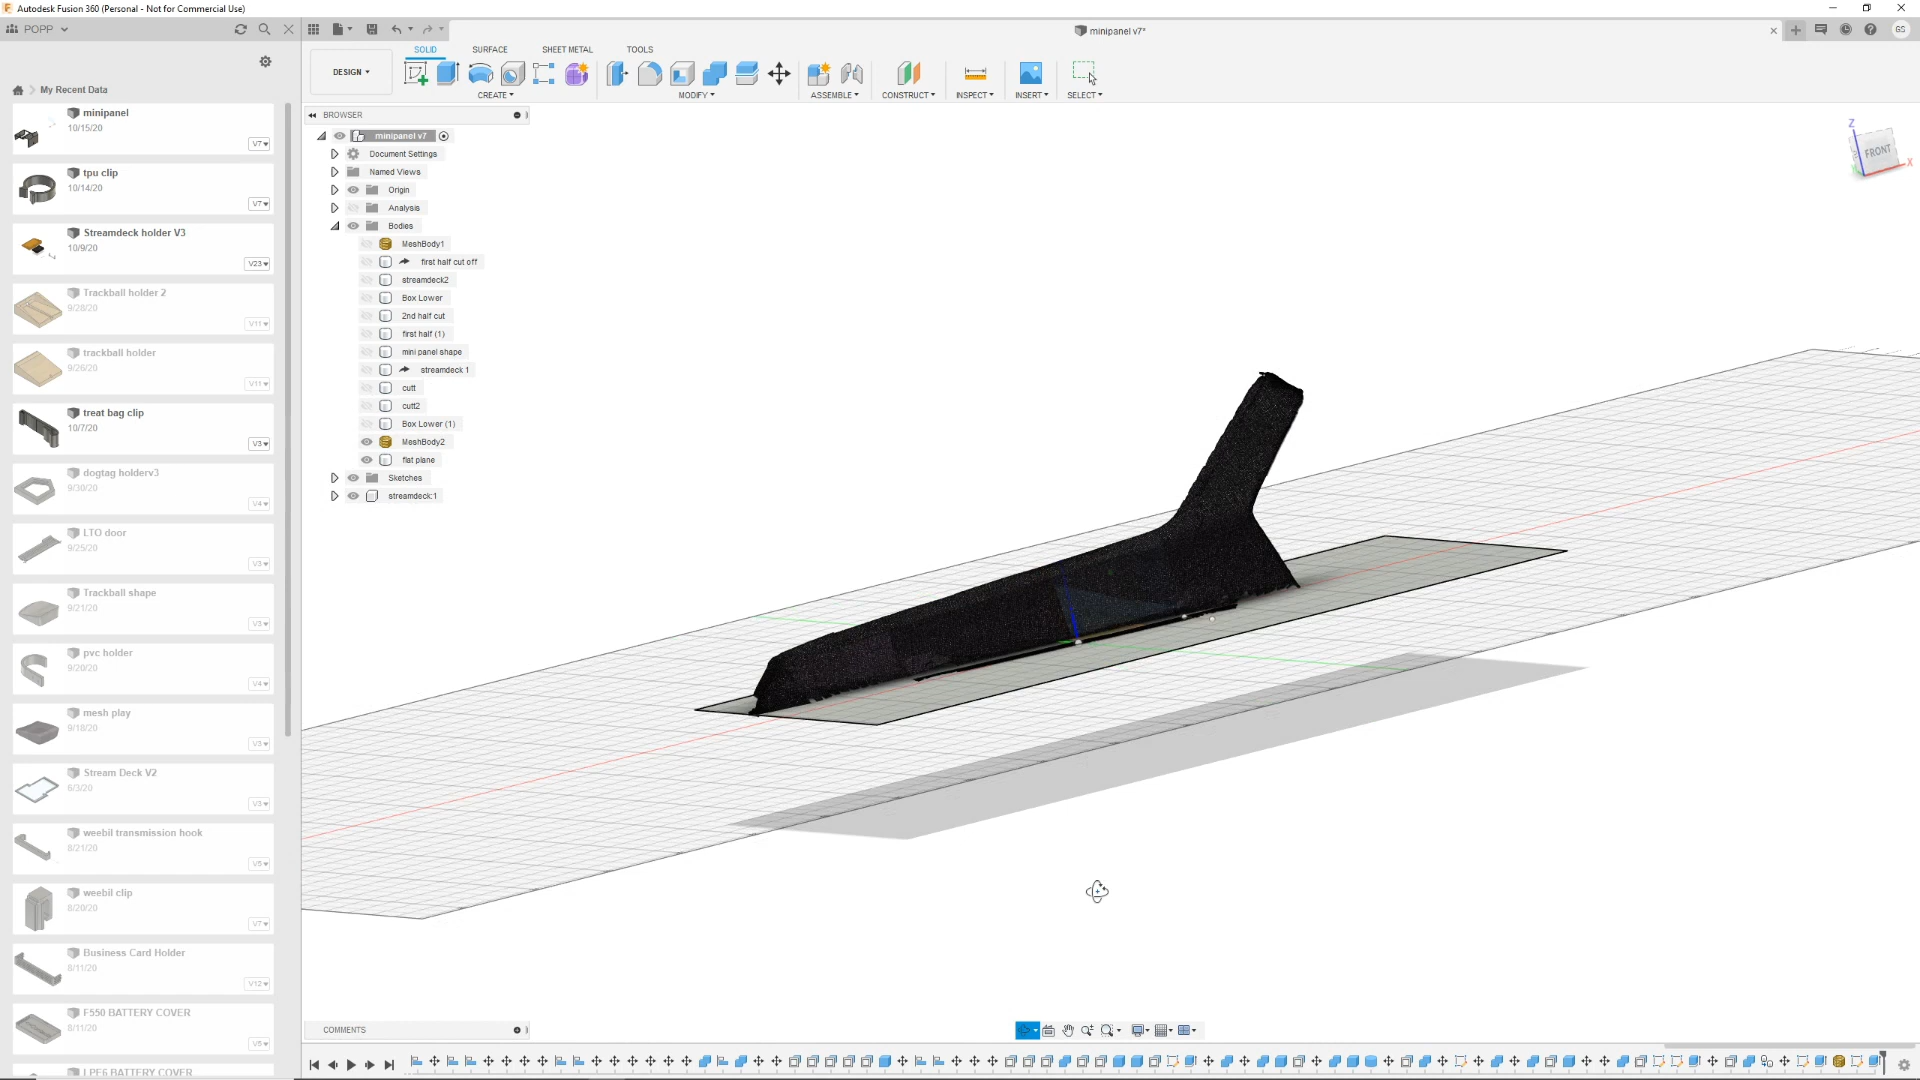 Autodesk Fusion 360 (Personal - Not for Commercial Use)
POPP
minipanel v7*
GS
My Recent Data
minipanel
10/15/20
V7
tpu clip
10/14/20
V7
Streamdeck holder V3
10/9/20
V23
Trackball holder 2
9/28/20
V11
trackball holder
9/26/20
V11
treat bag clip
10/7/20
V3
dogtag holderv3
9/30/20
V4
LTO door
9/25/20
V3
Trackball shape
9/21/20
V3
pvc holder
9/20/20
V4
mesh play
9/18/20
V3
Stream Deck V2
6/3/20
V3
weebil transmission hook
8/21/20
V5
weebil clip
8/20/20
V7
Business Card Holder
8/11/20
V12
F550 BATTERY COVER
8/11/20
V5
LPE6 BATTERY COVER
DESIGN
SOLID
SURFACE
SHEET METAL
TOOLS
CREATE
MODIFY
ASSEMBLE
CONSTRUCT
INSPECT
INSERT
SELECT
BROWSER
minipanel v7
Document Settings
Named Views
Origin
Analysis
Bodies
MeshBody1
first half cut off
streamdeck2
Box Lower
2nd half cut
first half (1)
mini panel shape
streamdeck 1
cutt
cutt2
Box Lower (1)
MeshBody2
flat plane
Sketches
streamdeck:1
Z
FRONT
X
COMMENTS